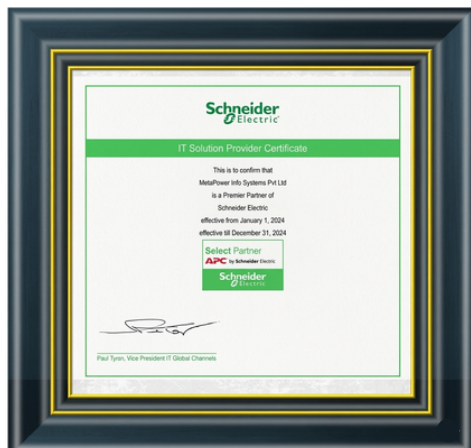 Schneider
Electric
IT Solution Provider Certificate
This is to confirm that
MetaPower Info Systems Pvt Ltd
is a Premier Partner of
Schneider Electric
effective from January 1, 2024
effective till December 31, 2024
Select Partner
APC by Schneider Electric
Schneider
Electric
Paul Tyren, Vice President IT Global Channels